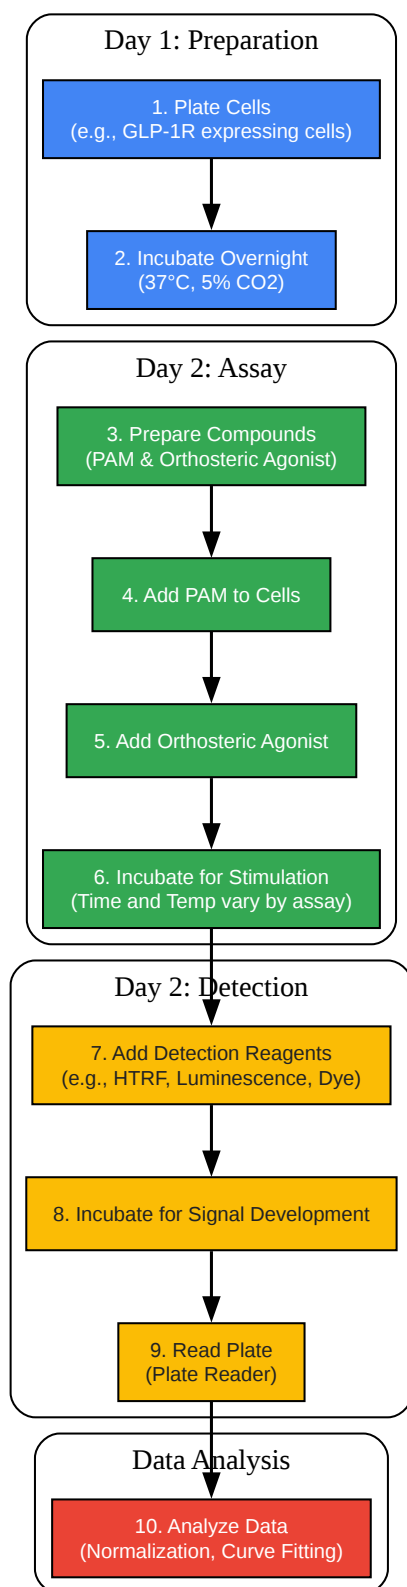 Day 1: Preparation
1. Plate Cells
(e.g., GLP-1R expressing cells)
2. Incubate Overnight
(37°C, 5% CO2)
Day 2: Assay
3. Prepare Compounds
(PAM & Orthosteric Agonist)
4. Add PAM to Cells
5. Add Orthosteric Agonist
6. Incubate for Stimulation
(Time and Temp vary by assay)
Day 2: Detection
7. Add Detection Reagents
(e.g., HTRF, Luminescence, Dye)
8. Incubate for Signal Development
9. Read Plate
(Plate Reader)
Data Analysis
10. Analyze Data
(Normalization, Curve Fitting)